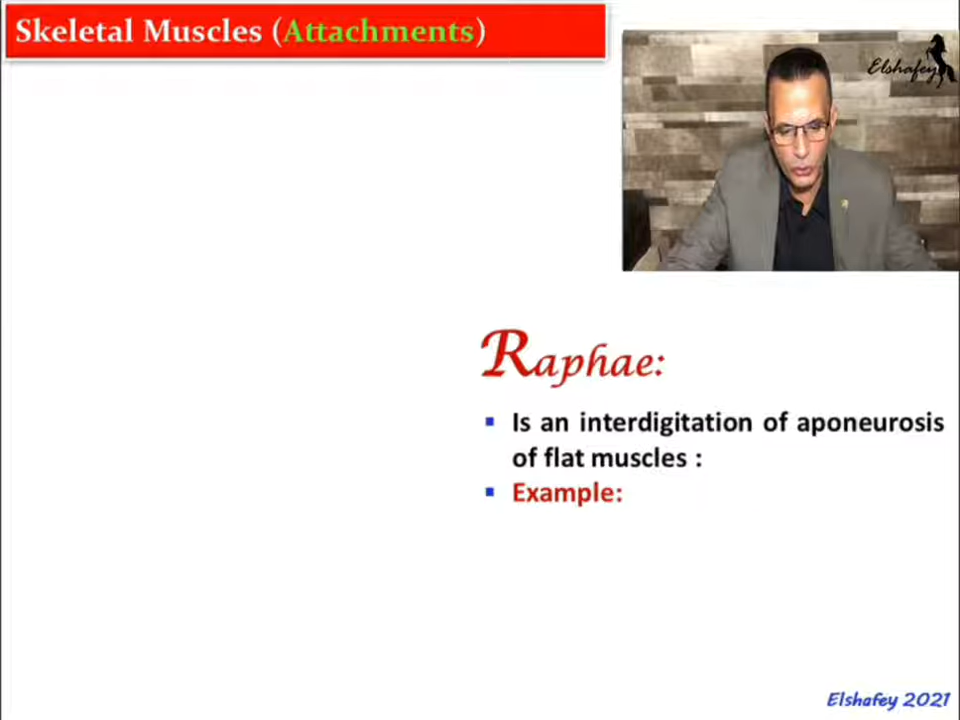 Skeletal Muscles (Attachments)
Elshafey
Raphae:
Is an interdigitation of aponeurosis
of flat muscles :
Example:
Elshafey 2021